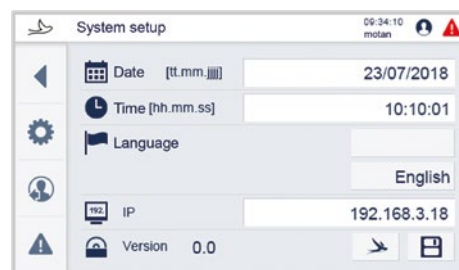 System setup
09:34:10
motan
Date [tt.mm.jjjj]
23/07/2018
Time [hh.mm.ss]
10:10:01
Language
English
192.
IP
192.168.3.18
Version 0.0